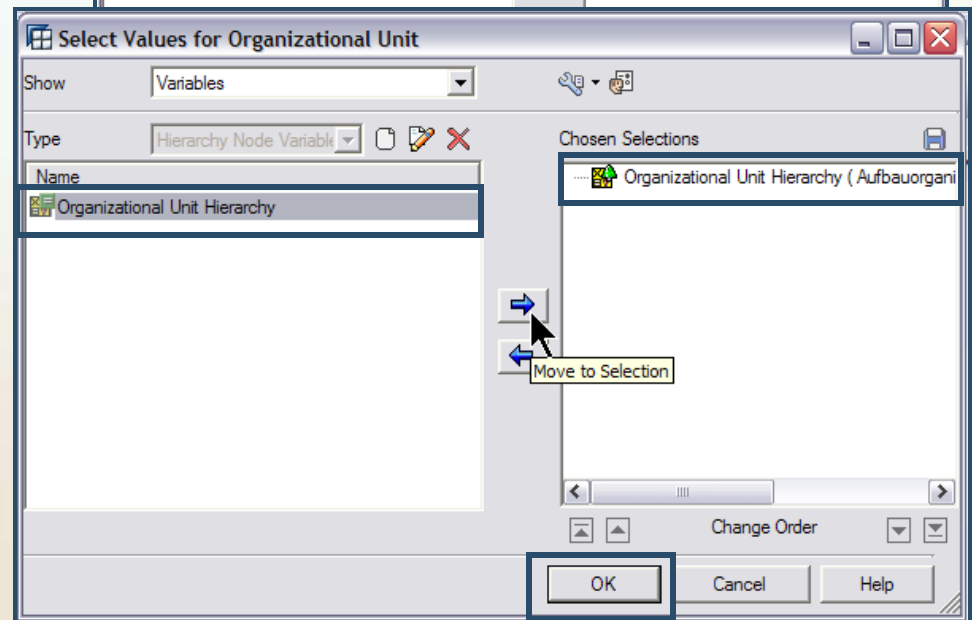 Select Values for Organizational Unit
Show
Variables
Type
Hierarchy Node Variable
Chosen Selections
Name
Organizational Unit Hierarchy
Organizational Unit Hierarchy ( Aufbauorgani
Move to Selection
Change Order
OK
Cancel
Help